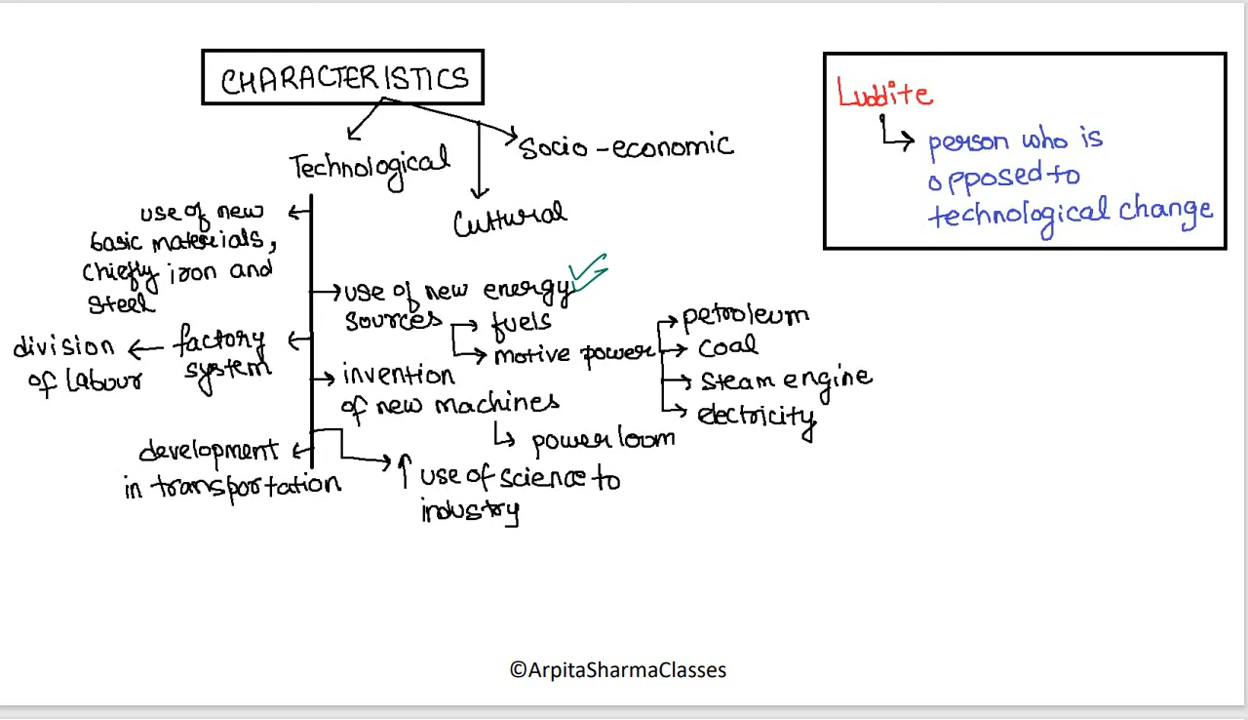 CHARACTERISTICS
Technological
Socio-economic
Cultural
use of new
basic materials,
chiefly iron and
steel
use of new energy
sources
fuels
motive power
petroleum
coal
steam engine
electricity
factory
system
division
of labour
invention
of new machines
powerloom
development
in transportation
↑ use of science to
industry
Luddite
person who is
opposed to
technological change
©ArpitaSharmaClasses